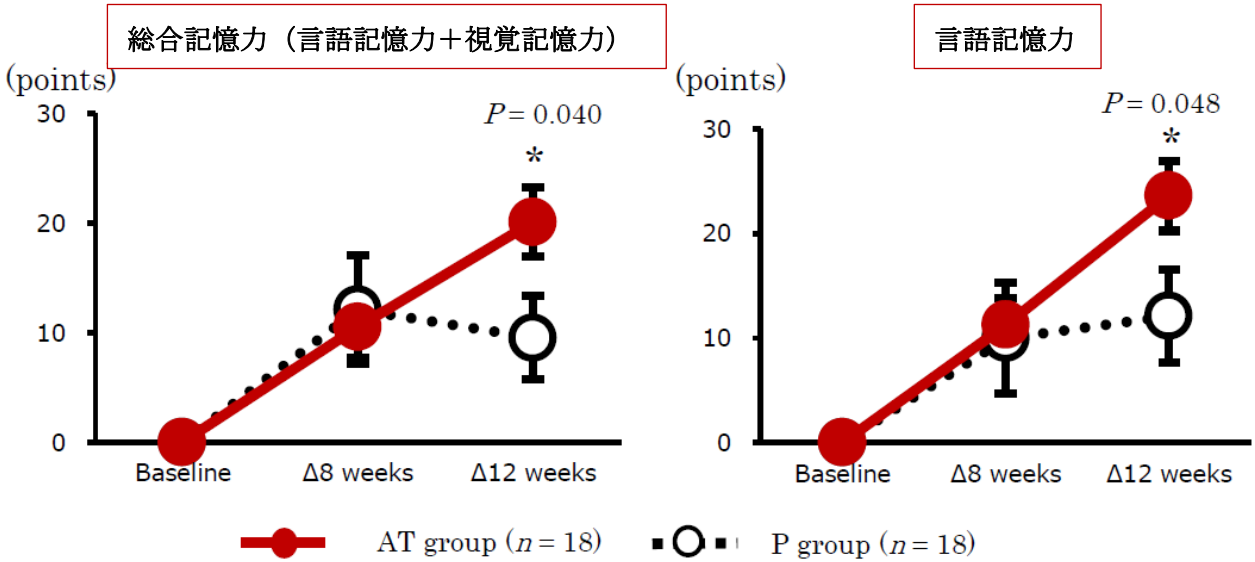 総合記憶力（言語記憶力＋視覚記憶力）
(points)
P = 0.040
*
30
20
10
0
Baseline Δ8 weeks Δ12 weeks
言語記憶力
(points)
P = 0.048
*
30
20
10
0
Baseline Δ8 weeks Δ12 weeks
AT group (n = 18) P group (n = 18)